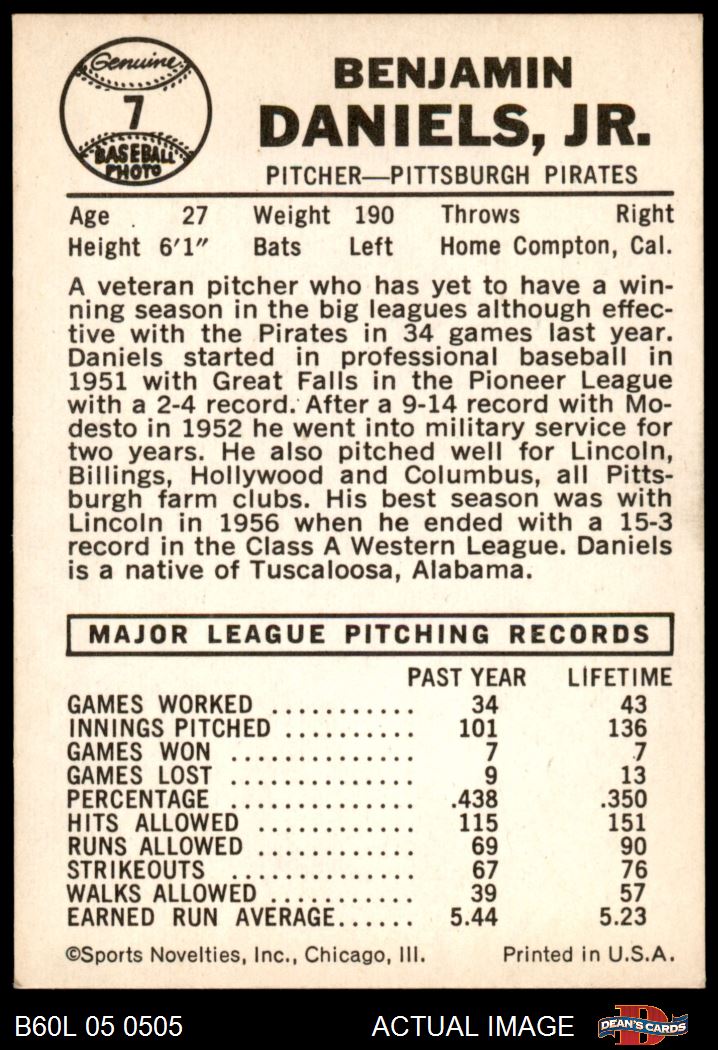 Genuine
7
BASEBALL
PHOTO
BENJAMIN
DANIELS, JR.
PITCHER—PITTSBURGH PIRATES
Age 27 Weight 190 Throws Right
Height 6'1" Bats Left Home Compton, Cal.
A veteran pitcher who has yet to have a win-
ning season in the big leagues although effec-
tive with the Pirates in 34 games last year.
Daniels started in professional baseball in
1951 with Great Falls in the Pioneer League
with a 2-4 record. After a 9-14 record with Mo-
desto in 1952 he went into military service for
two years. He also pitched well for Lincoln,
Billings, Hollywood and Columbus, all Pitts-
burgh farm clubs. His best season was with
Lincoln in 1956 when he ended with a 15-3
record in the Class A Western League. Daniels
is a native of Tuscaloosa, Alabama.
MAJOR LEAGUE PITCHING RECORDS
PAST YEAR LIFETIME
GAMES WORKED ........... 34 43
INNINGS PITCHED .......... 101 136
GAMES WON .............. 7 7
GAMES LOST .............. 9 13
PERCENTAGE .............. .438 .350
HITS ALLOWED ............ 115 151
RUNS ALLOWED ............ 69 90
STRIKEOUTS .............. 67 76
WALKS ALLOWED ........... 39 57
EARNED RUN AVERAGE...... 5.44 5.23
©Sports Novelties, Inc., Chicago, Ill. Printed in U.S.A.
B60L 05 0505 ACTUAL IMAGE D DEAN'S CARDS